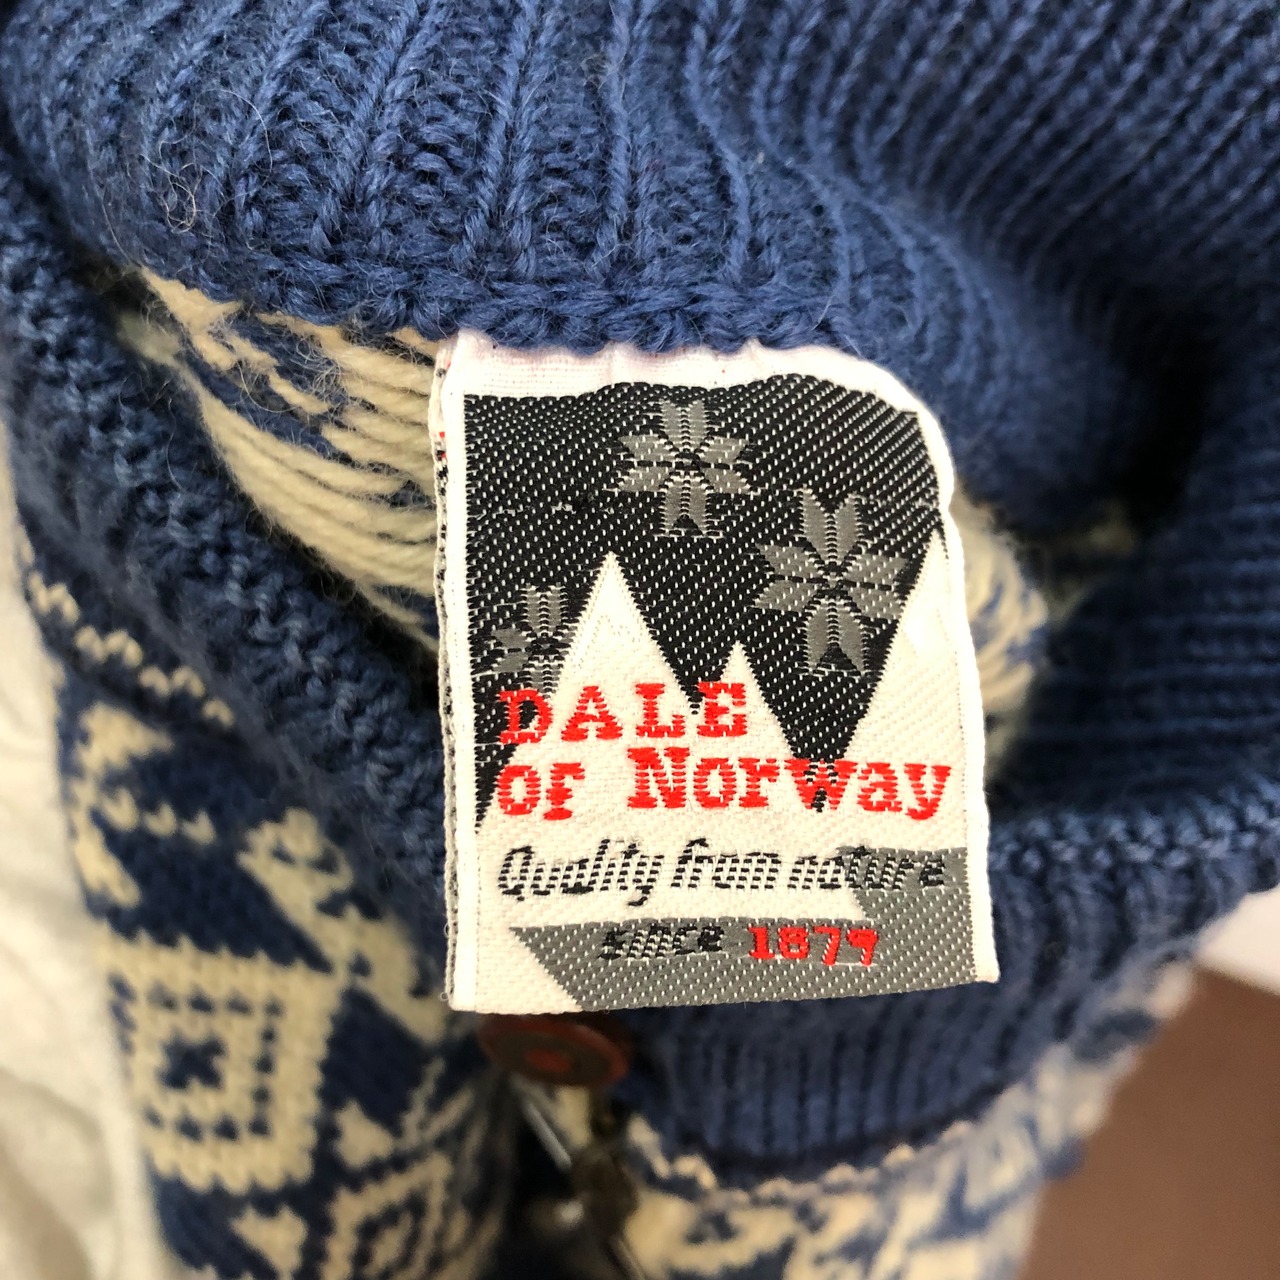 DALE
of Norway
Quality from nature
since 1879